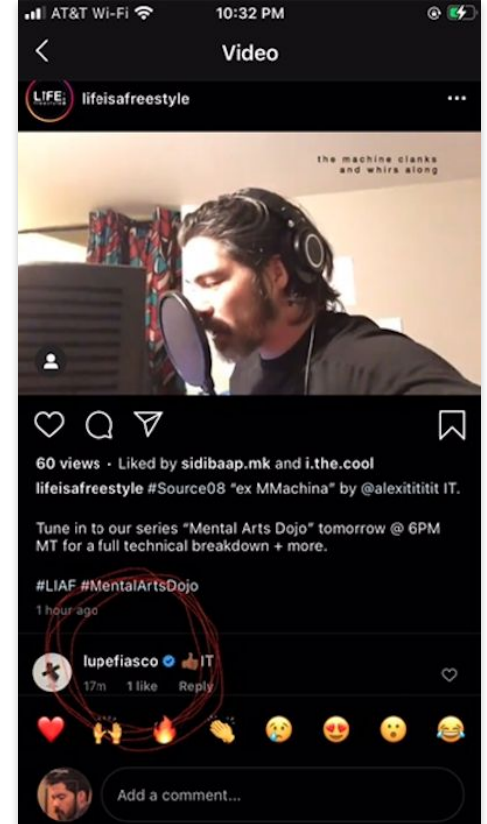 AT&T Wi-Fi 10:32 PM
Video
LIFE: lifeisafreestyle
the machine clanks
and whirs along
60 views · Liked by sidibaap.mk and i.the.cool
lifeisafreestyle #Source08 “ex MMachina” by @alexitititit IT.
Tune in to our series “Mental Arts Dojo” tomorrow @ 6PM
MT for a full technical breakdown + more.
#LIAF #MentalArtsDojo
1 hour ago
lupefiasco 👍🏾IT
17m 1 like Reply
❤️ 🙌 🔥 👏 😢 😍 😮 😂
Add a comment...